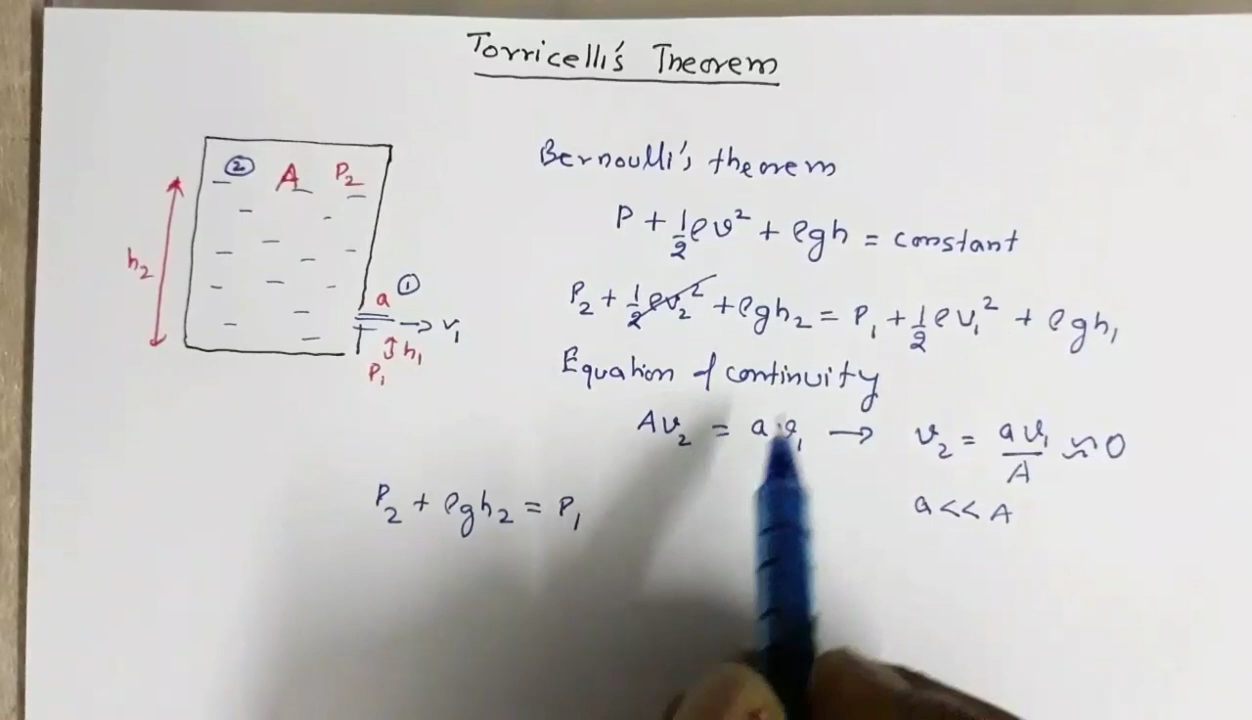 Torricelli's Theorem
② A P₂
h₂
a ①
→ v₁
h₁
P₁
Bernoulli's theorem
P + ½ρv² + ρgh = constant
P₂ + ½ρv₂² + ρgh₂ = P₁ + ½ρv₁² + ρgh₁
Equation of continuity
Av₂ = av₁ → v₂ = av₁/A ≈ 0
a << A
P₂ + ρgh₂ = P₁